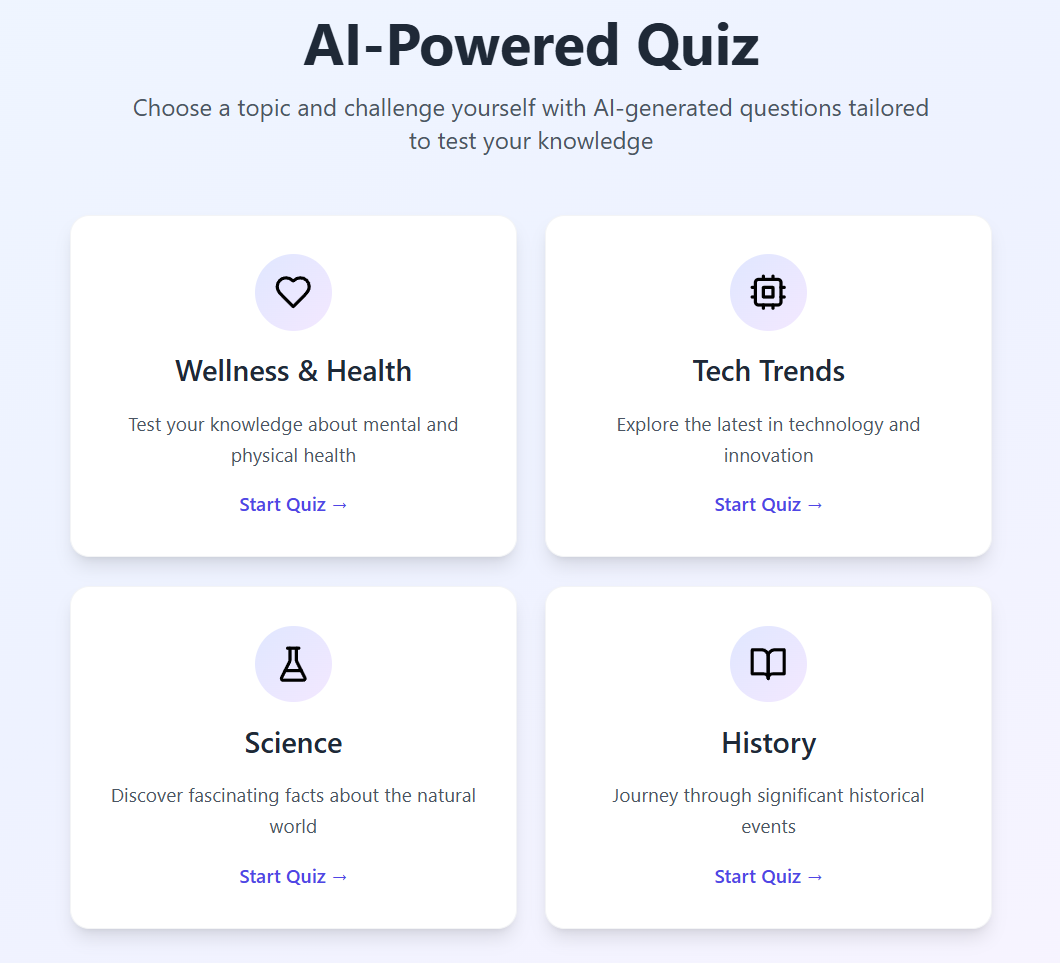 AI-Powered Quiz
Choose a topic and challenge yourself with AI-generated questions tailored
to test your knowledge
Wellness & Health
Test your knowledge about mental and
physical health
Start Quiz →
Tech Trends
Explore the latest in technology and
innovation
Start Quiz →
Science
Discover fascinating facts about the natural
world
Start Quiz →
History
Journey through significant historical
events
Start Quiz →